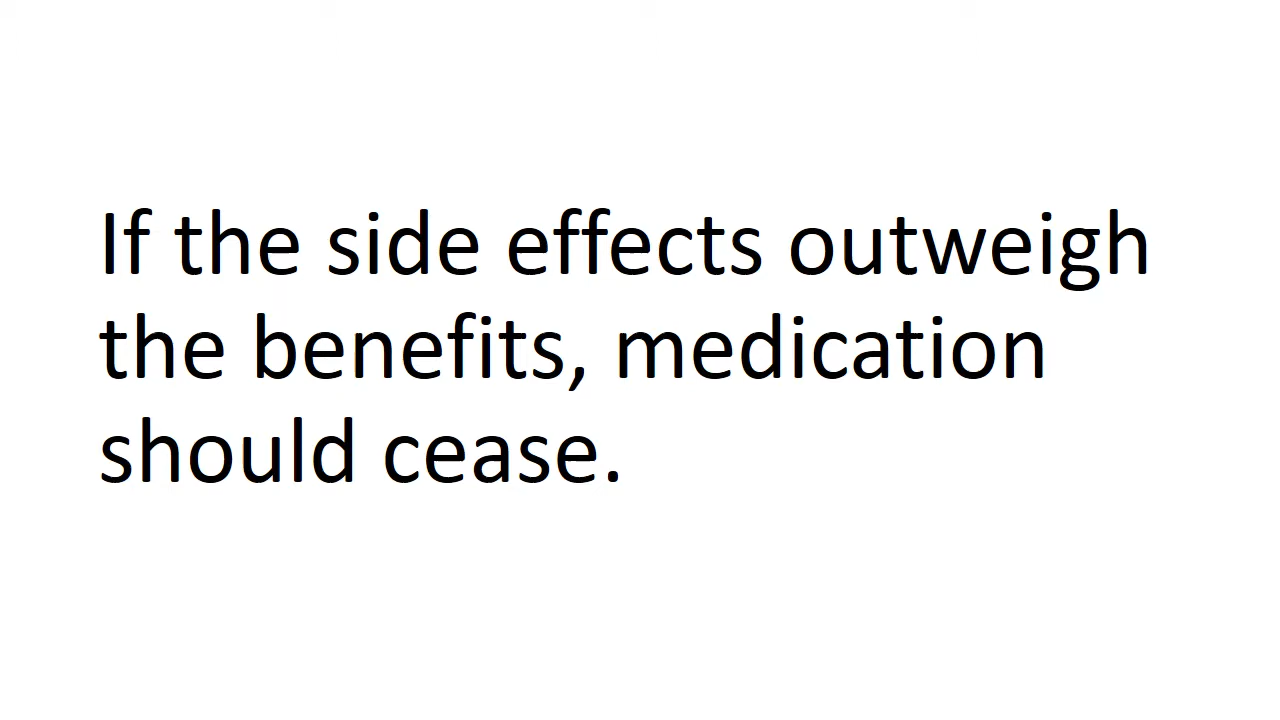 If the side effects outweigh
the benefits, medication
should cease.